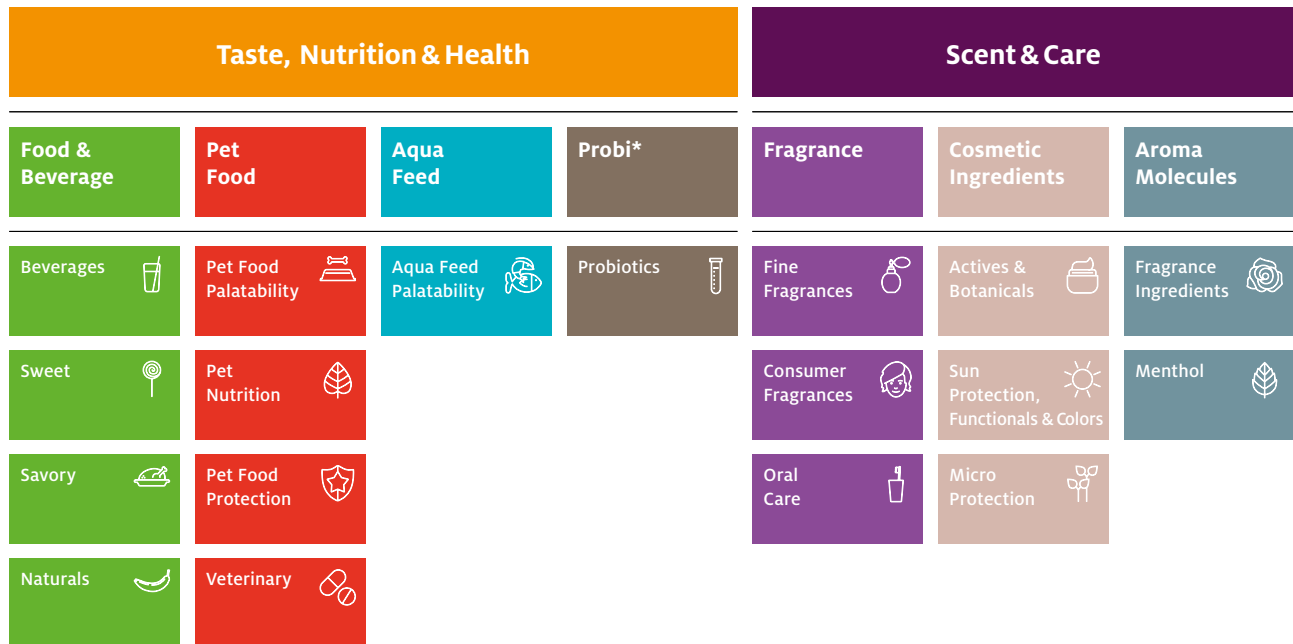 Taste, Nutrition & Health
Scent & Care
Food &
Beverage
Pet
Food
Aqua
Feed
Probi*
Fragrance
Cosmetic
Ingredients
Aroma
Molecules
Beverages
Pet Food
Palatability
Aqua Feed
Palatability
Probiotics
Fine
Fragrances
Actives &
Botanicals
Fragrance
Ingredients
Sweet
Pet
Nutrition
Consumer
Fragrances
Sun
Protection,
Functionals & Colors
Menthol
Savory
Pet Food
Protection
Oral
Care
Micro
Protection
Naturals
Veterinary